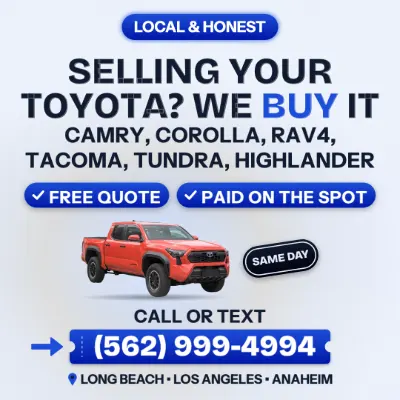 LOCAL & HONEST
SELLING YOUR
TOYOTA? WE BUY IT
CAMRY, COROLLA, RAV4,
TACOMA, TUNDRA, HIGHLANDER
FREE QUOTE
PAID ON THE SPOT
SAME DAY
CALL OR TEXT
(562) 999-4994
LONG BEACH • LOS ANGELES • ANAHEIM